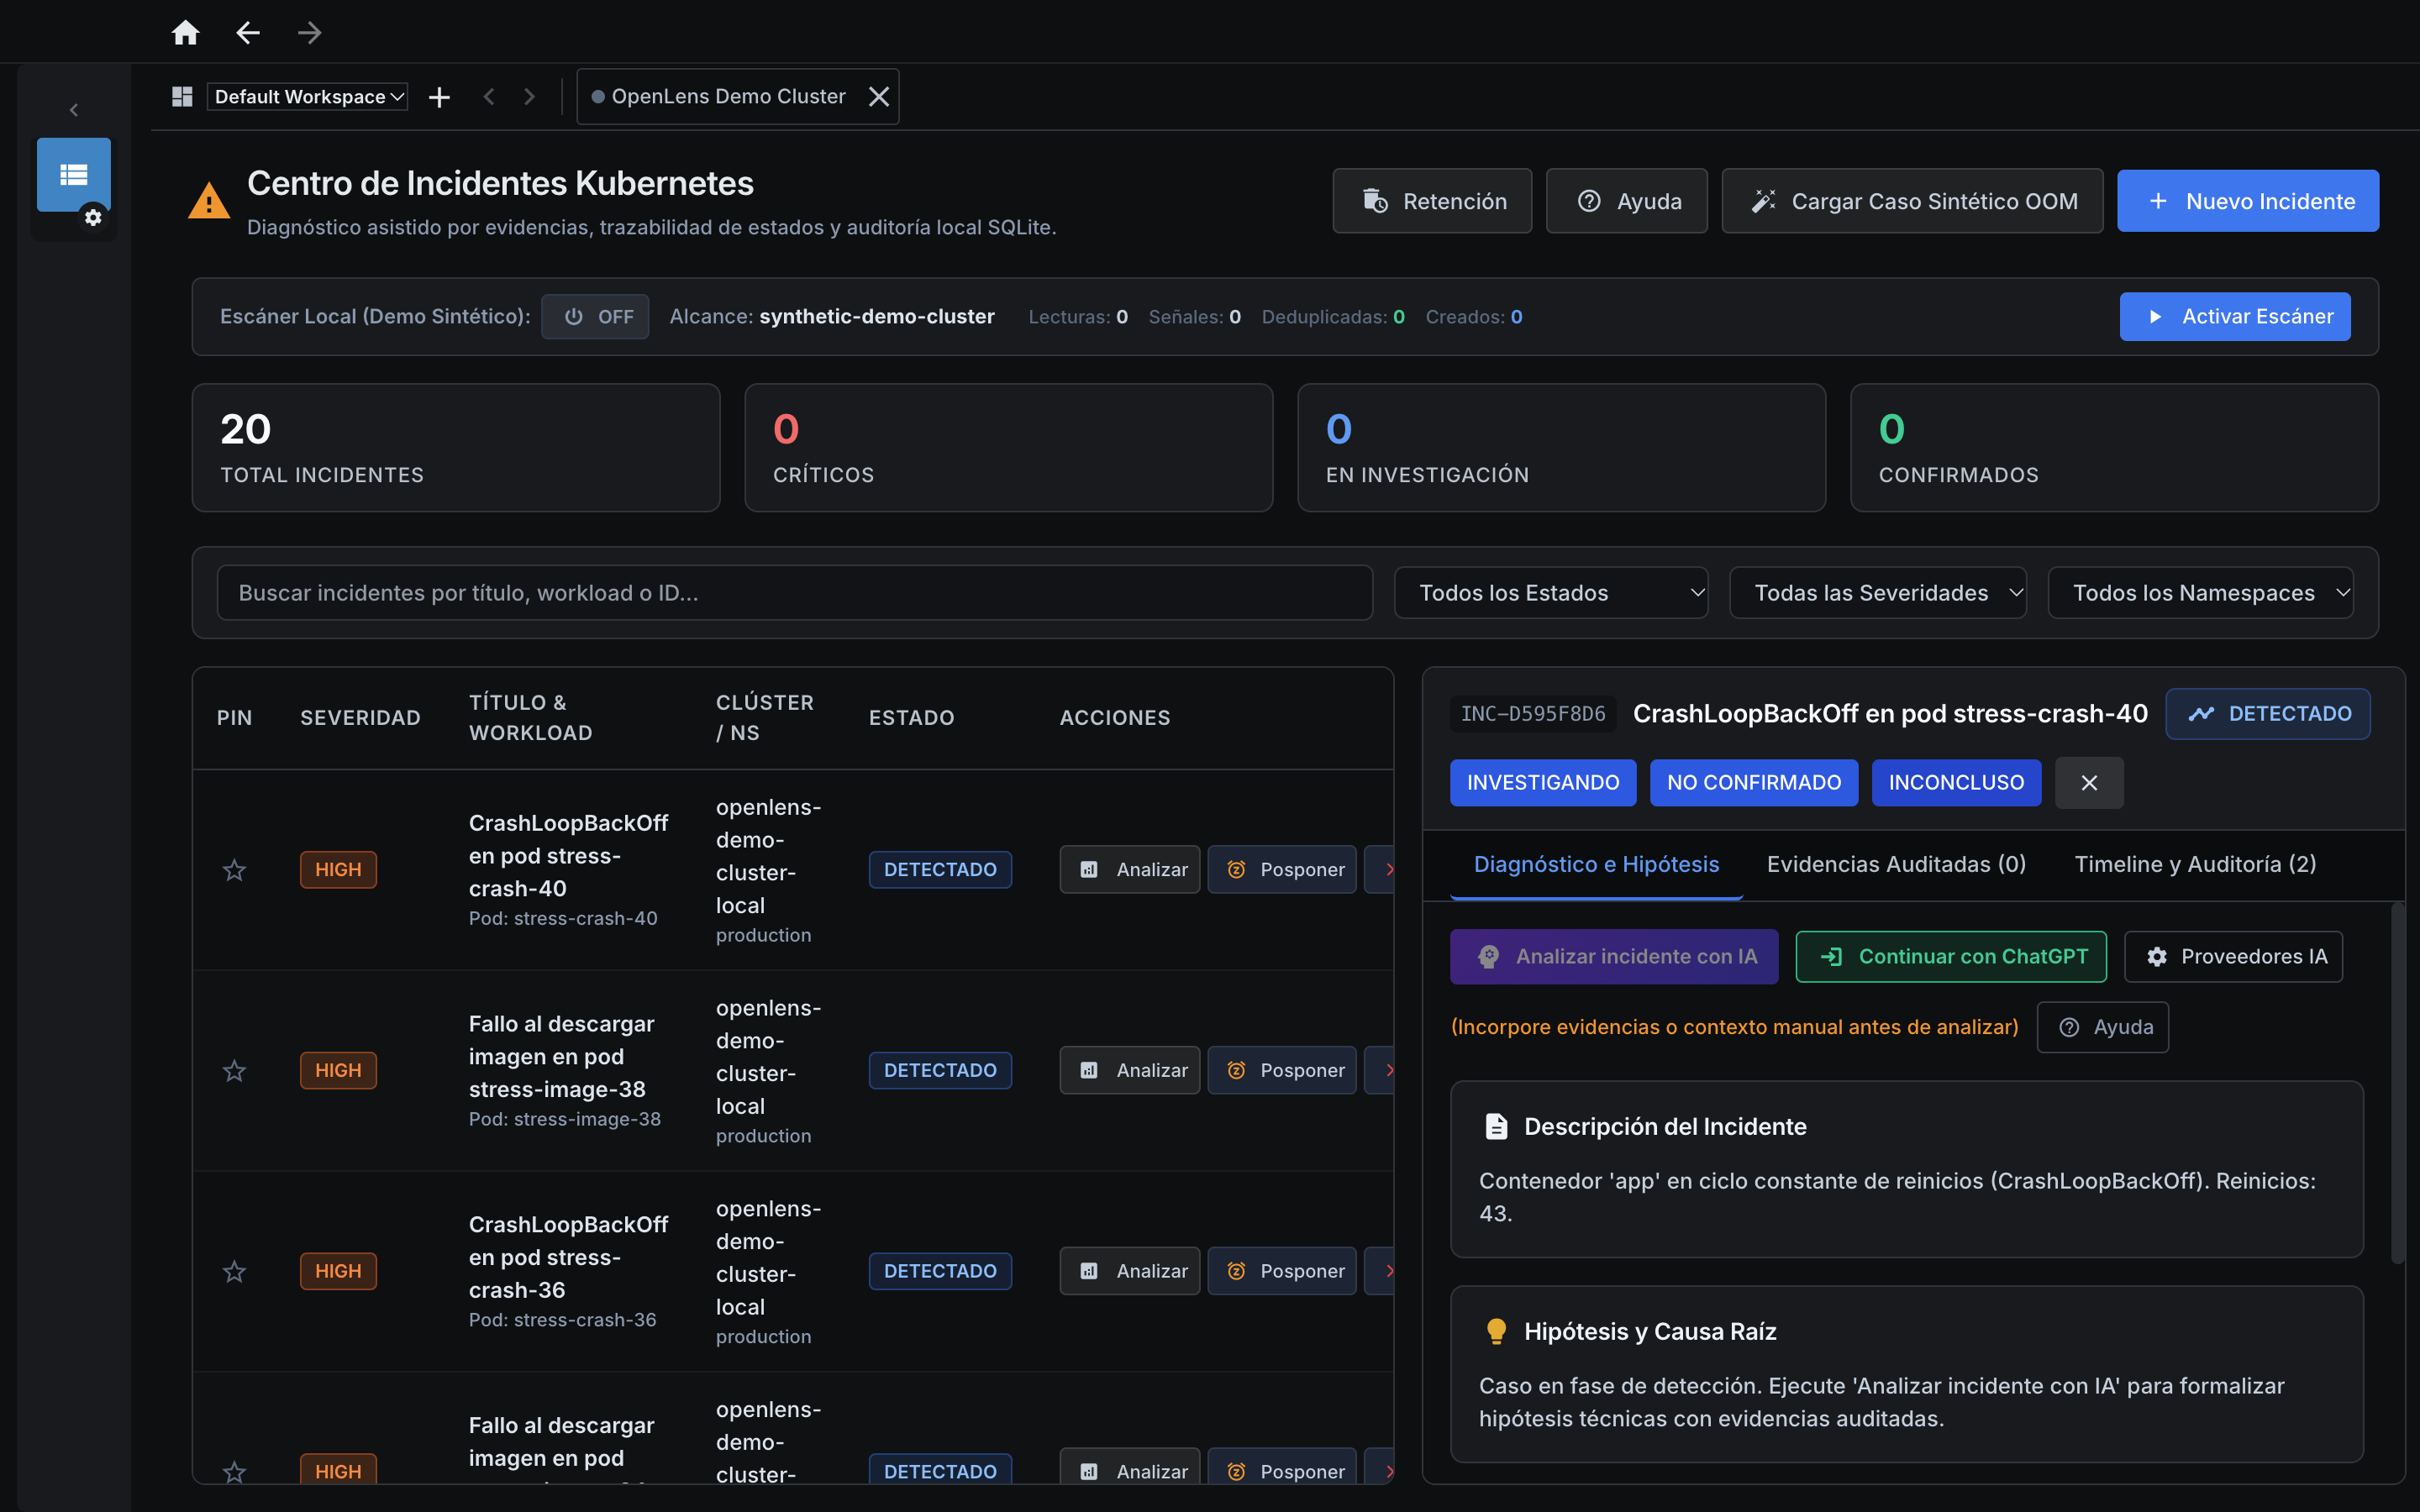 Default Workspace
OpenLens Demo Cluster
Centro de Incidentes Kubernetes
Diagnóstico asistido por evidencias, trazabilidad de estados y auditoría local SQLite.
Retención
Ayuda
Cargar Caso Sintético OOM
Nuevo Incidente
Escáner Local (Demo Sintético):
OFF
Alcance: synthetic-demo-cluster
Lecturas: 0
Señales: 0
Deduplicadas: 0
Creados: 0
Activar Escáner
20
TOTAL INCIDENTES
0
CRÍTICOS
0
EN INVESTIGACIÓN
0
CONFIRMADOS
Buscar incidentes por título, workload o ID...
Todos los Estados
Todas las Severidades
Todos los Namespaces
PIN
SEVERIDAD
TÍTULO &
WORKLOAD
CLÚSTER
/ NS
ESTADO
ACCIONES
HIGH
CrashLoopBackOff
en pod stress-
crash-40
Pod: stress-crash-40
openlens-
demo-
cluster-
local
production
DETECTADO
Analizar
Posponer
HIGH
Fallo al descargar
imagen en pod
stress-image-38
Pod: stress-image-38
openlens-
demo-
cluster-
local
production
DETECTADO
Analizar
Posponer
HIGH
CrashLoopBackOff
en pod stress-
crash-36
Pod: stress-crash-36
openlens-
demo-
cluster-
local
production
DETECTADO
Analizar
Posponer
HIGH
Fallo al descargar
imagen en pod
openlens-
demo-
cluster-
DETECTADO
Analizar
Posponer
INC-D595F8D6
CrashLoopBackOff en pod stress-crash-40
DETECTADO
INVESTIGANDO
NO CONFIRMADO
INCONCLUSO
Diagnóstico e Hipótesis
Evidencias Auditadas (0)
Timeline y Auditoría (2)
Analizar incidente con IA
Continuar con ChatGPT
Proveedores IA
(Incorpore evidencias o contexto manual antes de analizar)
Ayuda
Descripción del Incidente
Contenedor 'app' en ciclo constante de reinicios (CrashLoopBackOff). Reinicios:
43.
Hipótesis y Causa Raíz
Caso en fase de detección. Ejecute 'Analizar incidente con IA' para formalizar
hipótesis técnicas con evidencias auditadas.